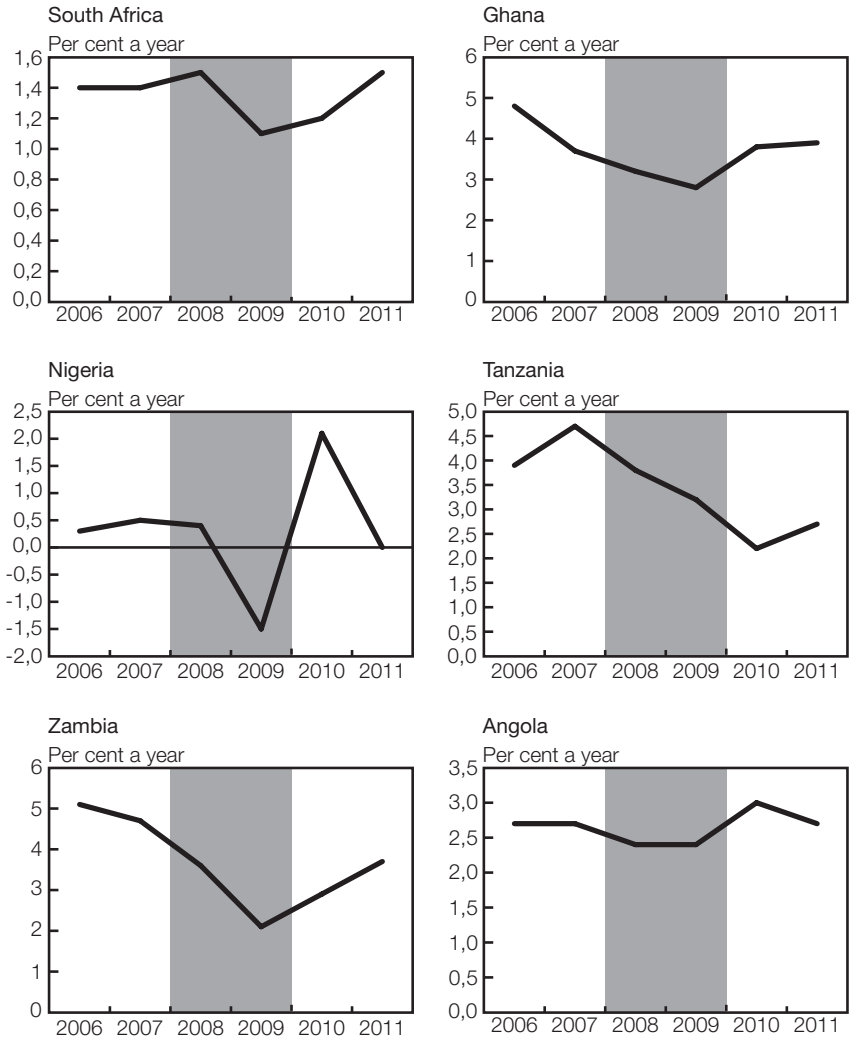 South Africa
Per cent a year
1,6
1,4
1,2
1,0
0,8
0,6
0,4
0,2
0,0
2006 2007 2008 2009 2010 2011
Ghana
Per cent a year
6
5
4
3
2
1
0
2006 2007 2008 2009 2010 2011
Nigeria
Per cent a year
2,5
2,0
1,5
1,0
0,5
0,0
-0,5
-1,0
-1,5
-2,0
2006 2007 2008 2009 2010 2011
Tanzania
Per cent a year
5,0
4,5
4,0
3,5
3,0
2,5
2,0
1,5
1,0
0,5
0,0
2006 2007 2008 2009 2010 2011
Zambia
Per cent a year
6
5
4
3
2
1
0
2006 2007 2008 2009 2010 2011
Angola
Per cent a year
3,5
3,0
2,5
2,0
1,5
1,0
0,5
0,0
2006 2007 2008 2009 2010 2011